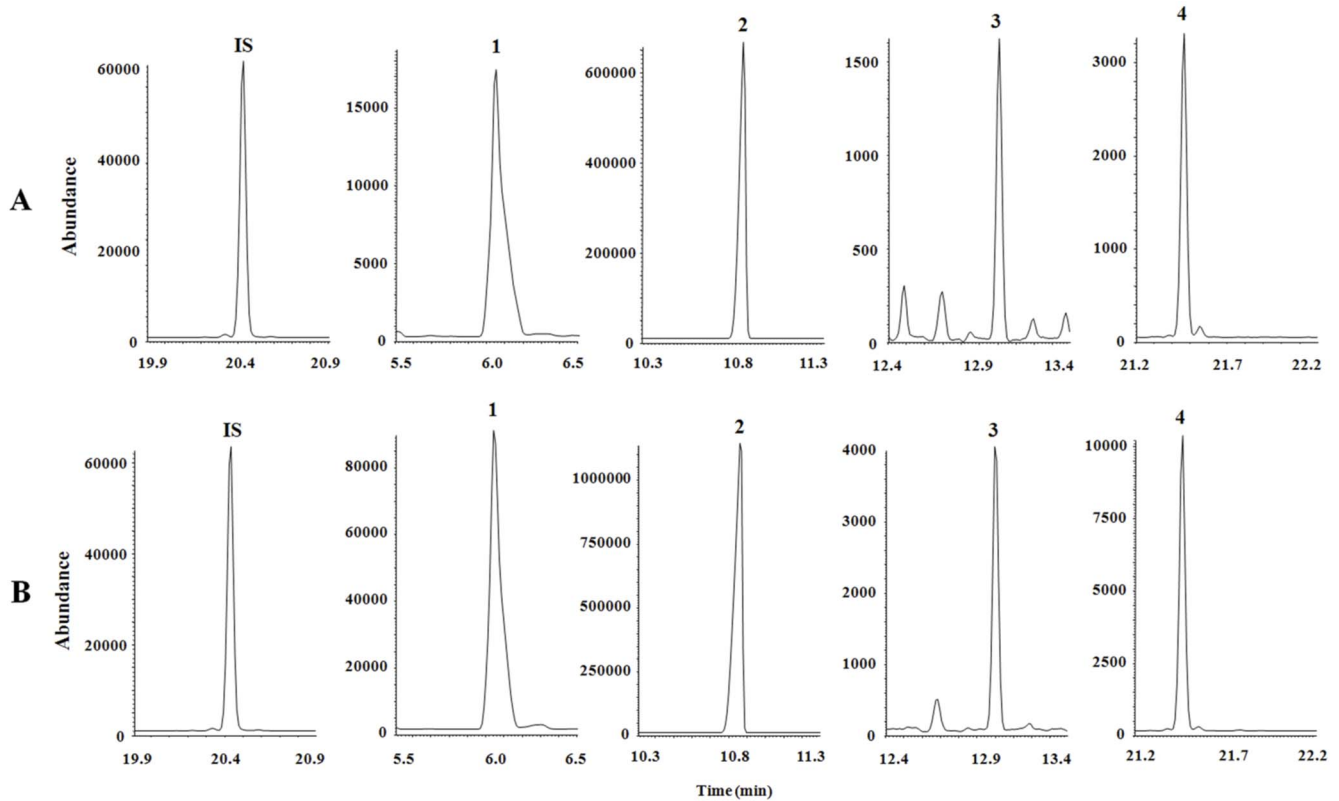 IS 1 2 3 4
A
Abundance
60000 40000 20000 0
15000 10000 5000 0
600000 400000 200000 0
1500 1000 500 0
3000 2000 1000 0
19.9 20.4 20.9
5.5 6.0 6.5
10.3 10.8 11.3
12.4 12.9 13.4
21.2 21.7 22.2
IS 1 2 3 4
B
Abundance
60000 40000 20000 0
80000 60000 40000 20000 0
1000000 750000 500000 250000 0
4000 3000 2000 1000 0
10000 7500 5000 2500 0
19.9 20.4 20.9
5.5 6.0 6.5
10.3 10.8 11.3
12.4 12.9 13.4
21.2 21.7 22.2
Time (min)